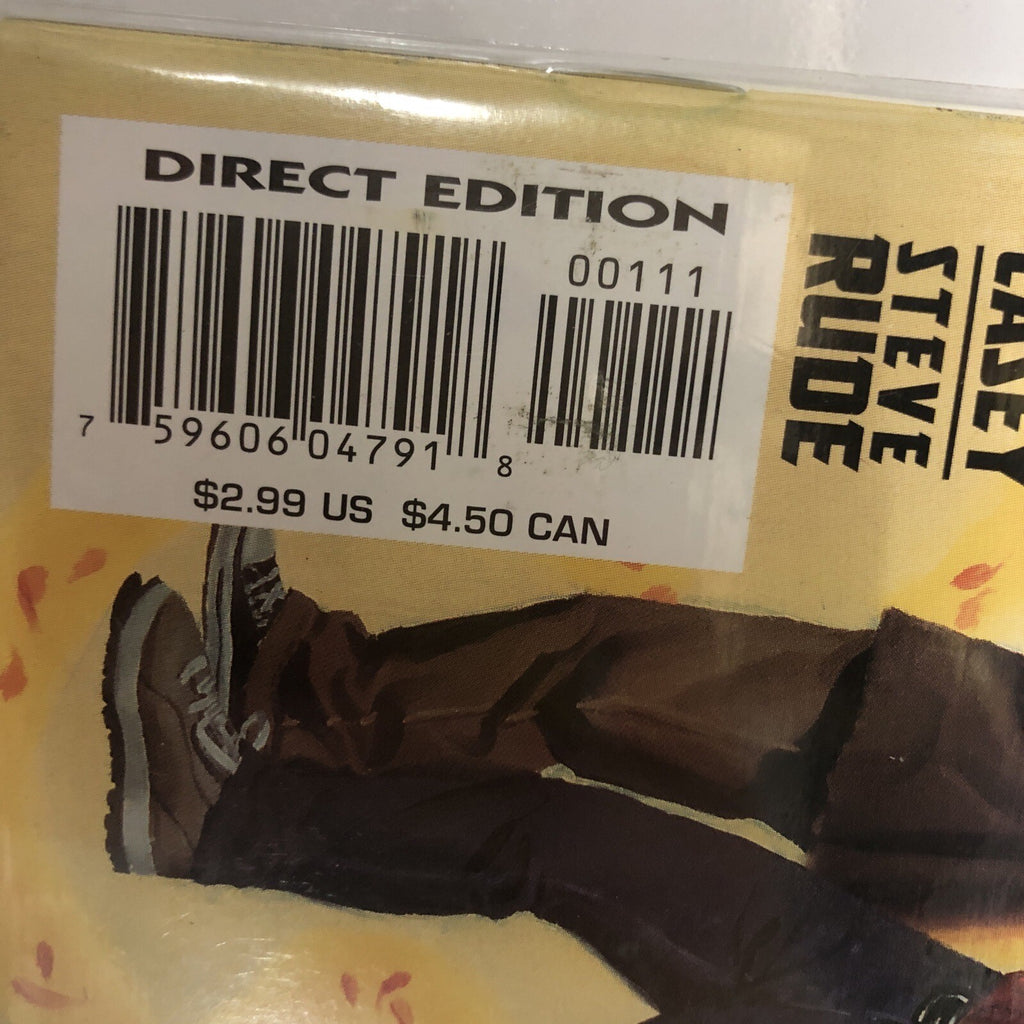 DIRECT EDITION
00111
7 59606 04791 8
$2.99 US $4.50 CAN
CASEY
STEVE
RUDE